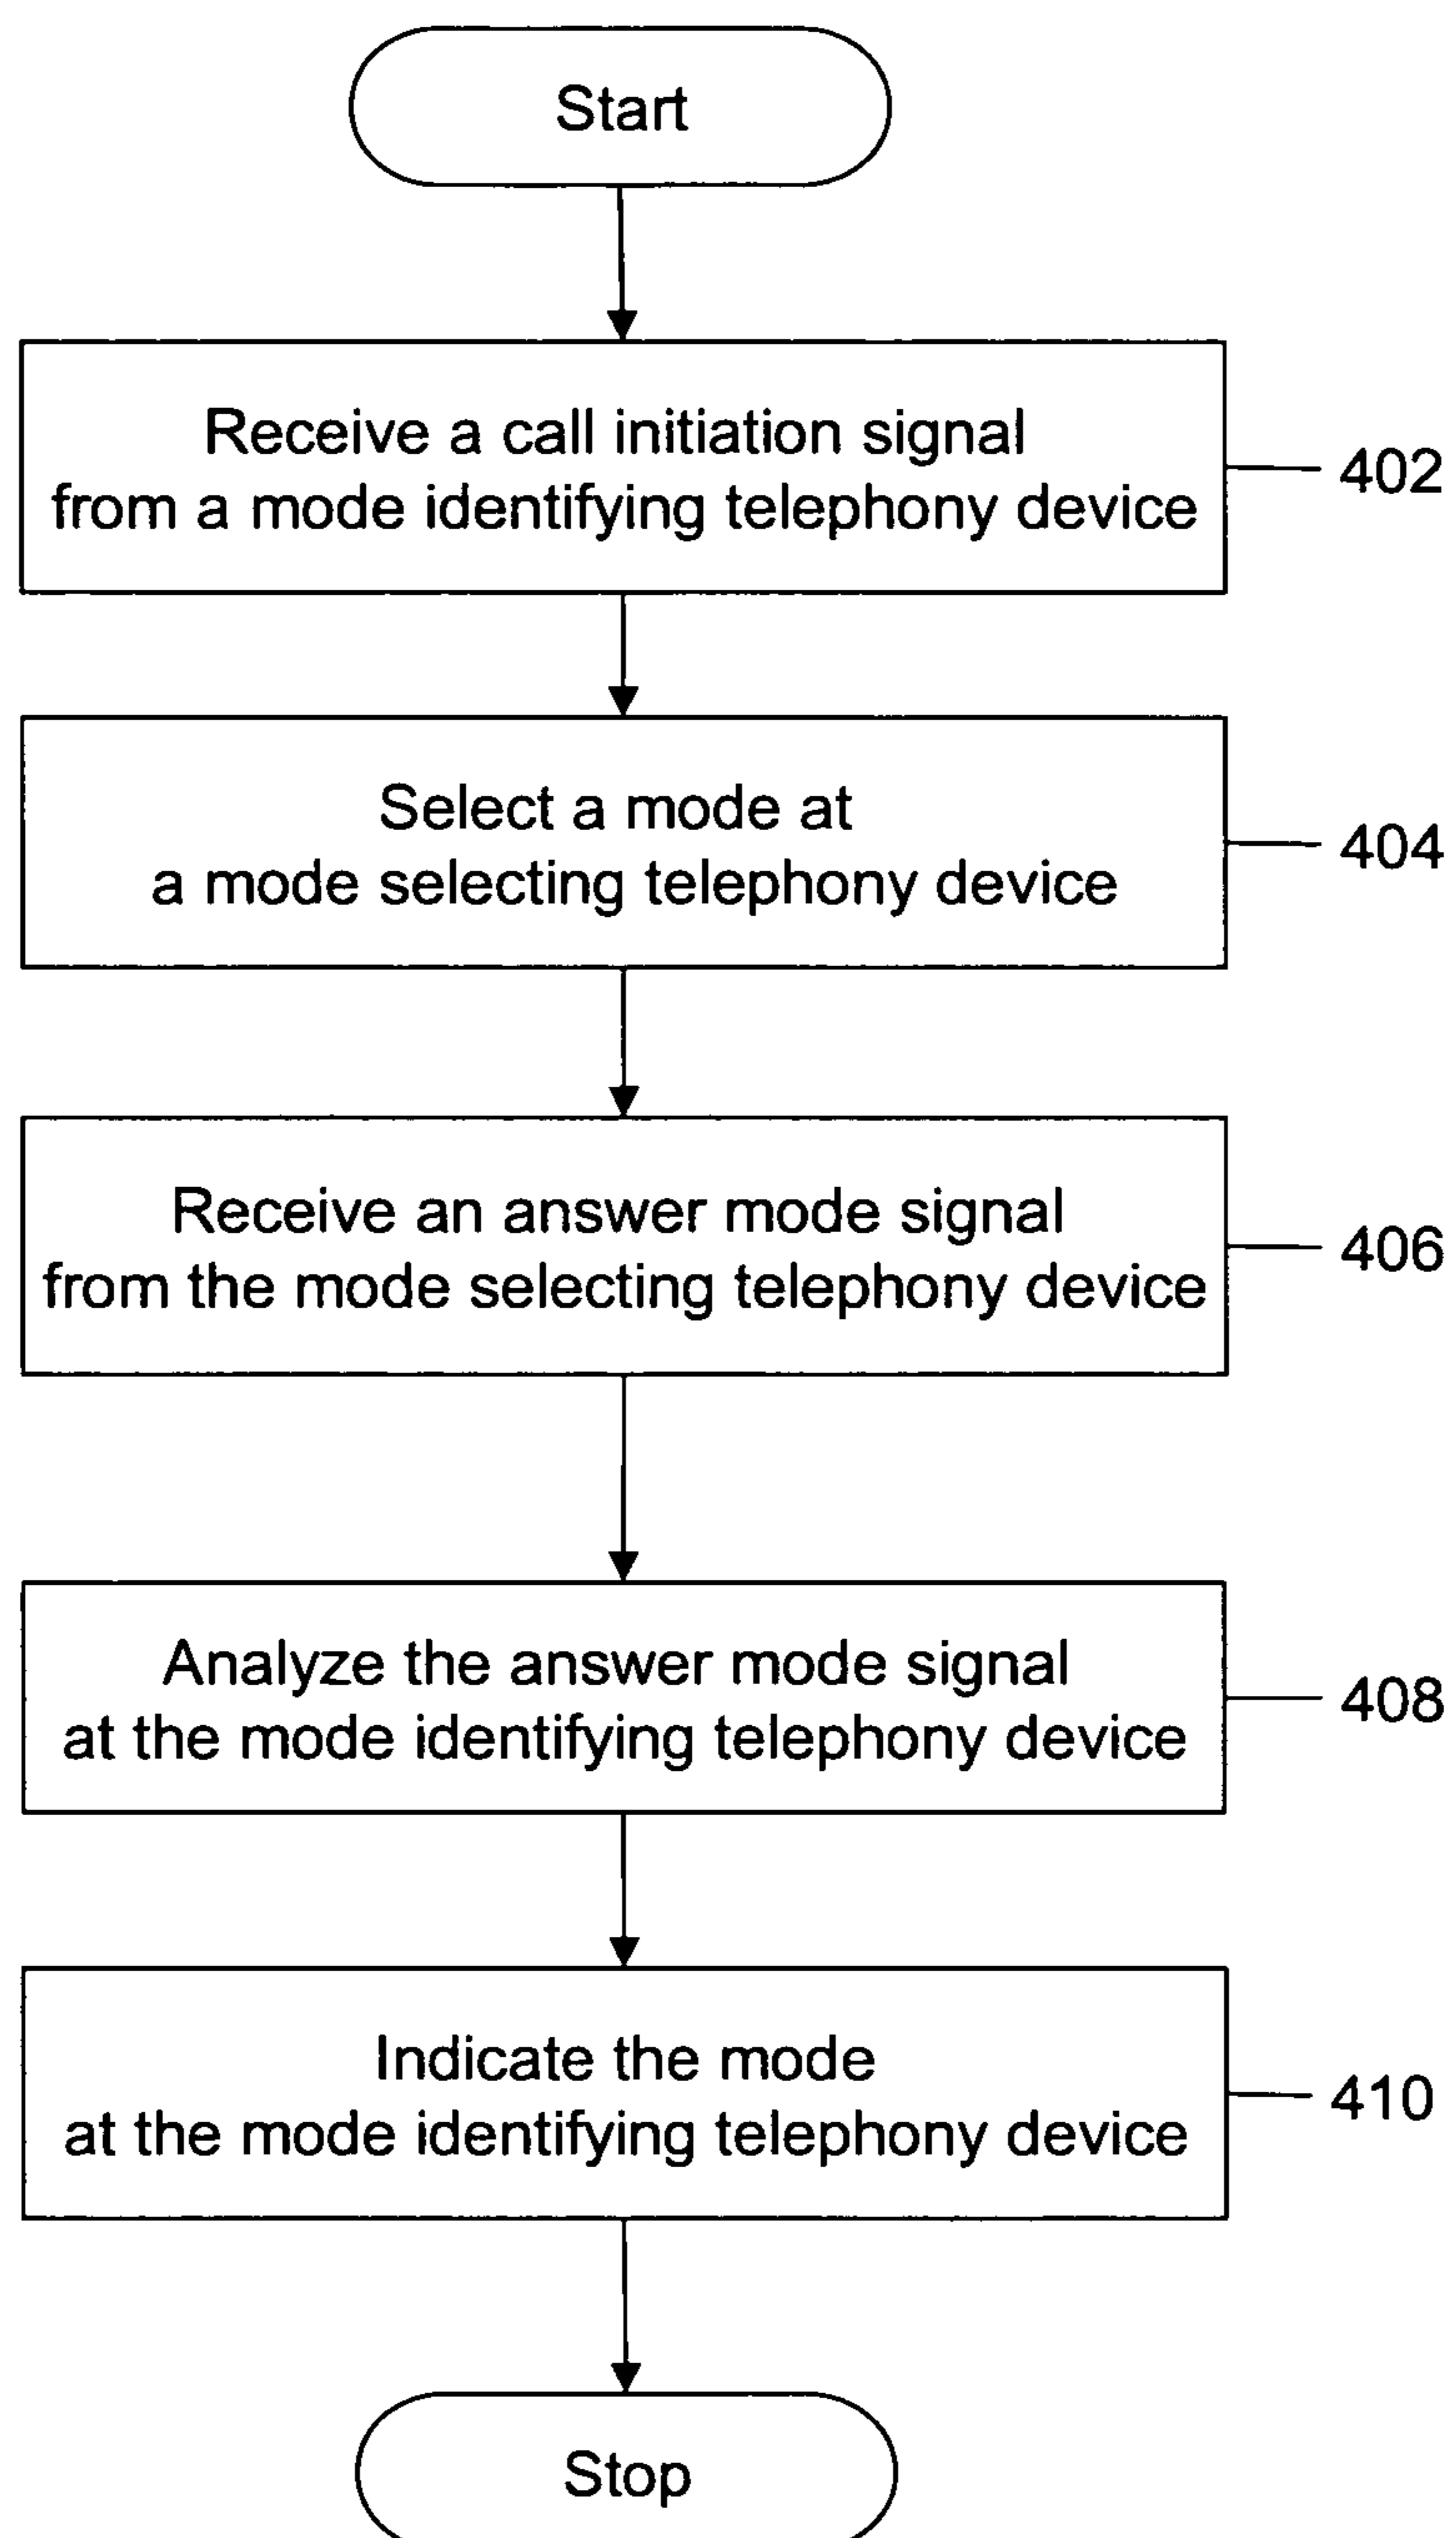 Start
Receive a call initiation signal
from a mode identifying telephony device
402
Select a mode at
a mode selecting telephony device
404
Receive an answer mode signal
from the mode selecting telephony device
406
Analyze the answer mode signal
at the mode identifying telephony device
408
Indicate the mode
at the mode identifying telephony device
410
Stop